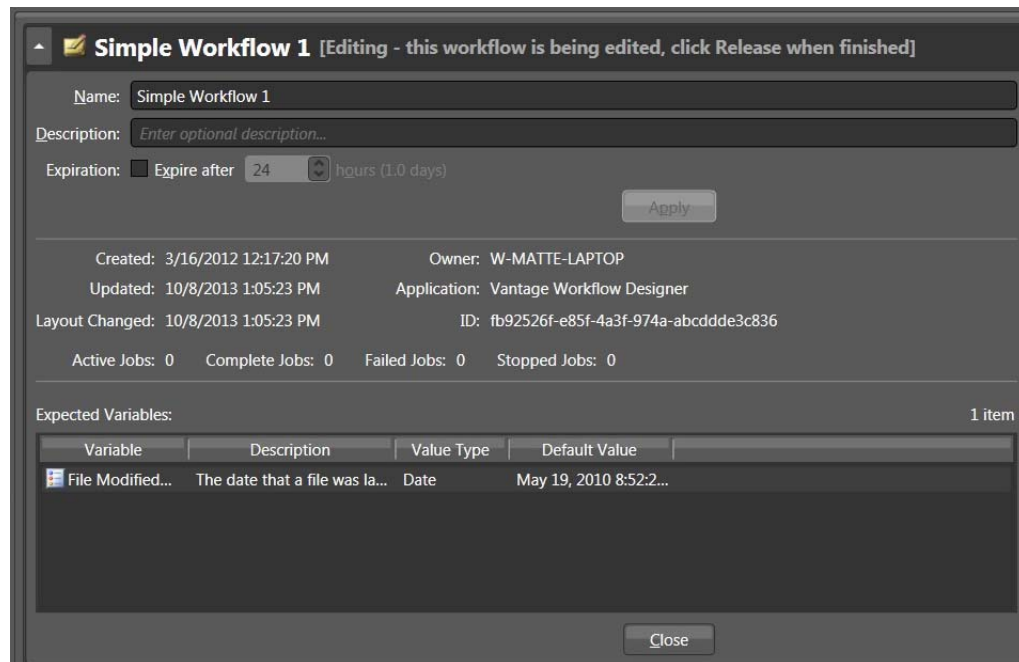 Simple Workflow 1 [Editing - this workflow is being edited, click Release when finished]
Name: Simple Workflow 1
Description: Enter optional description...
Expiration: Expire after 24 hours (1.0 days)
Apply
Created: 3/16/2012 12:17:20 PM Owner: W-MATTE-LAPTOP
Updated: 10/8/2013 1:05:23 PM Application: Vantage Workflow Designer
Layout Changed: 10/8/2013 1:05:23 PM ID: fb92526f-e85f-4a3f-974a-abcddde3c836
Active Jobs: 0 Complete Jobs: 0 Failed Jobs: 0 Stopped Jobs: 0
Expected Variables: 1 item
Variable Description Value Type Default Value
File Modified... The date that a file was la... Date May 19, 2010 8:52:2...
Close